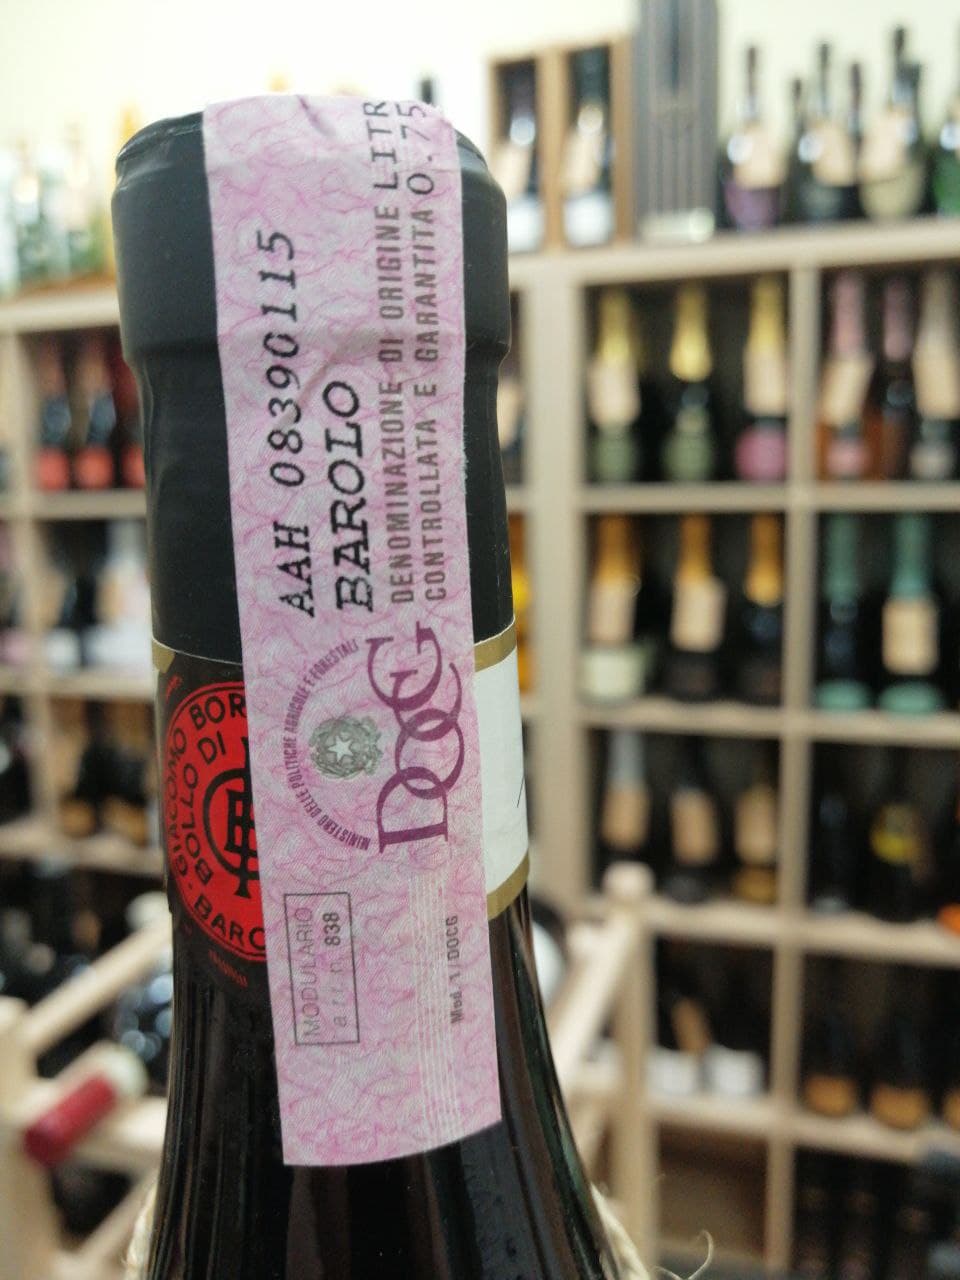 AAH 08390115
BAROLO
DENOMINAZIONE DI ORIGINE
CONTROLLATA E GARANTITA
LITR
0.75
MINISTERO DELLE POLITICHE AGRICOLE E FORESTALI
DOCG
MODULARIO
n. 838
Mod. 1 DOCG
GIACOMO BOR
BOLLO DI
BARO